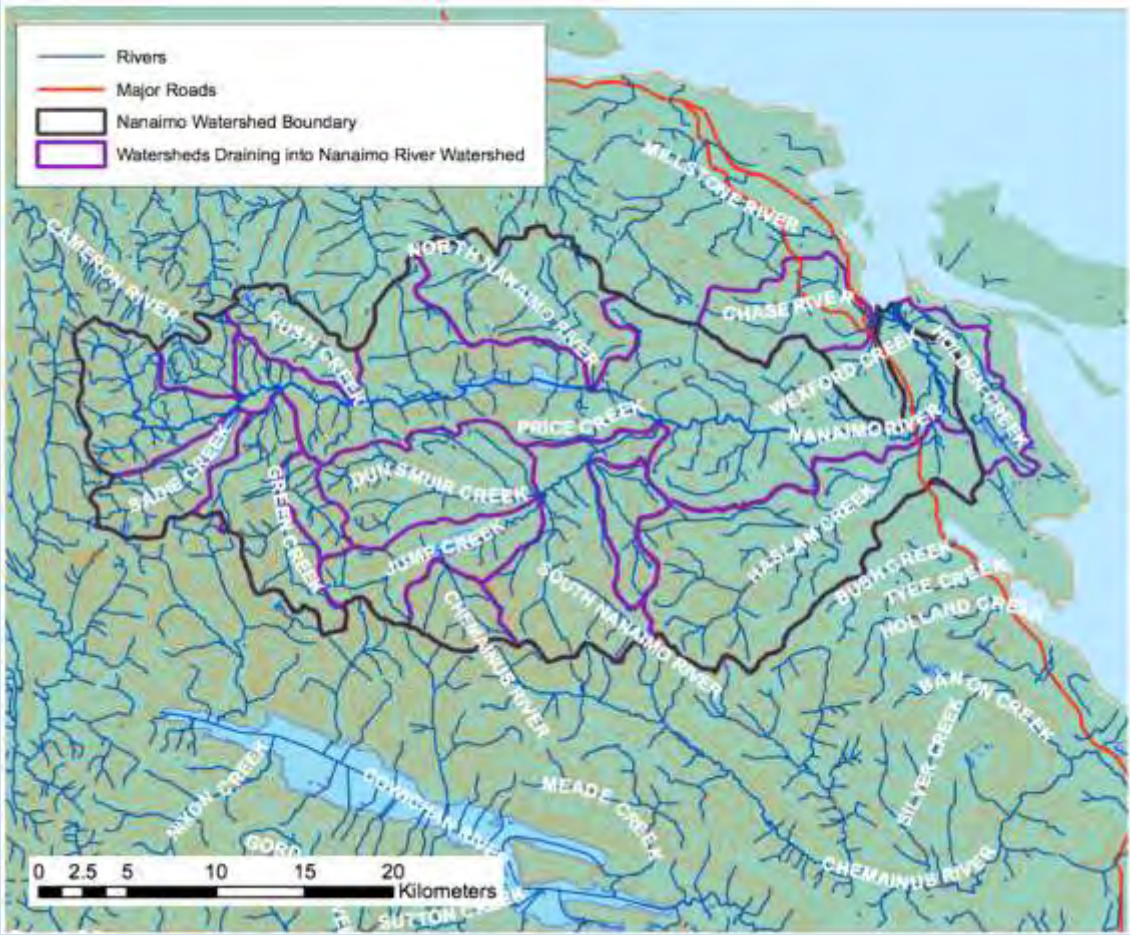 Rivers
Major Roads
Nanaimo Watershed Boundary
Watersheds Draining into Nanaimo River Watershed
MILLSTONE RIVER
CAMERON RIVER
NORTH NANAIMO RIVER
RUSH CREEK
CHASE RIVER
HOLDEN CREEK
WEXFORD CREEK
PRICE CREEK
NANAIMO RIVER
SADIE CREEK
GREEN CREEK
DUNSMUIR CREEK
JUMP CREEK
HASLAM CREEK
SOUTH NANAIMO RIVER
CHEMAINUS RIVER
BUSH CREEK
TYEE CREEK
HOLLAND CREEK
BANON CREEK
SILVER CREEK
NIXON CREEK
COWICHAN RIVER
MEADE CREEK
CHEMAINUS RIVER
GORD
0 2.5 5 10 15 20
Kilometers
SUTTON CREEK